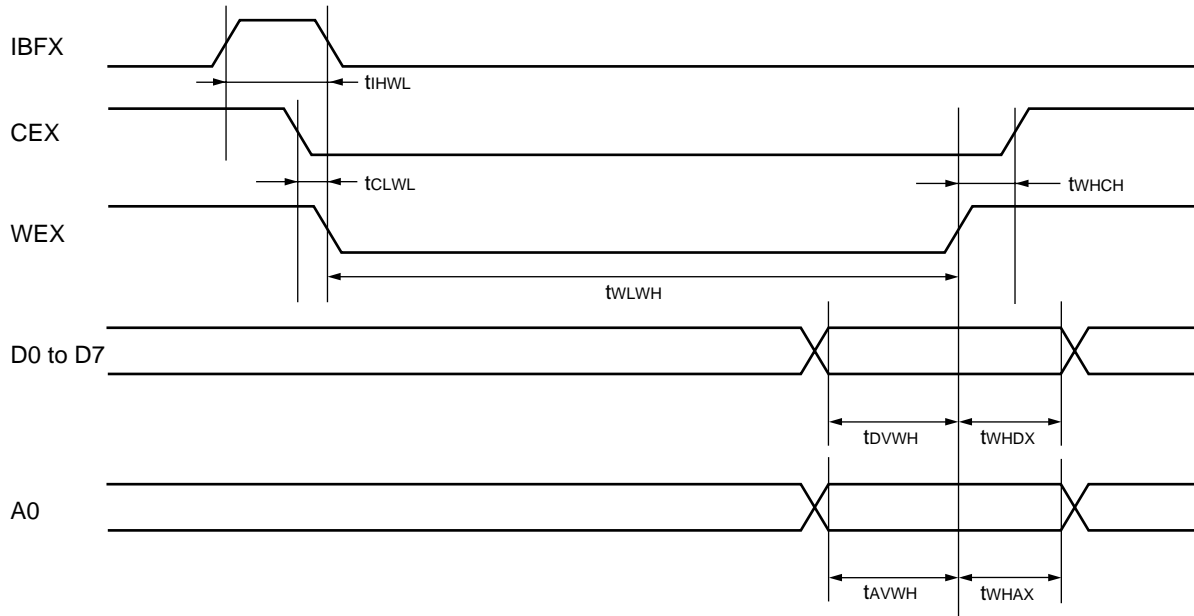 IBFX
tIHWL
CEX
tCLWL
tWHCH
WEX
tWLWH
D0 to D7
tDVWH
tWHDX
A0
tAVWH
tWHAX